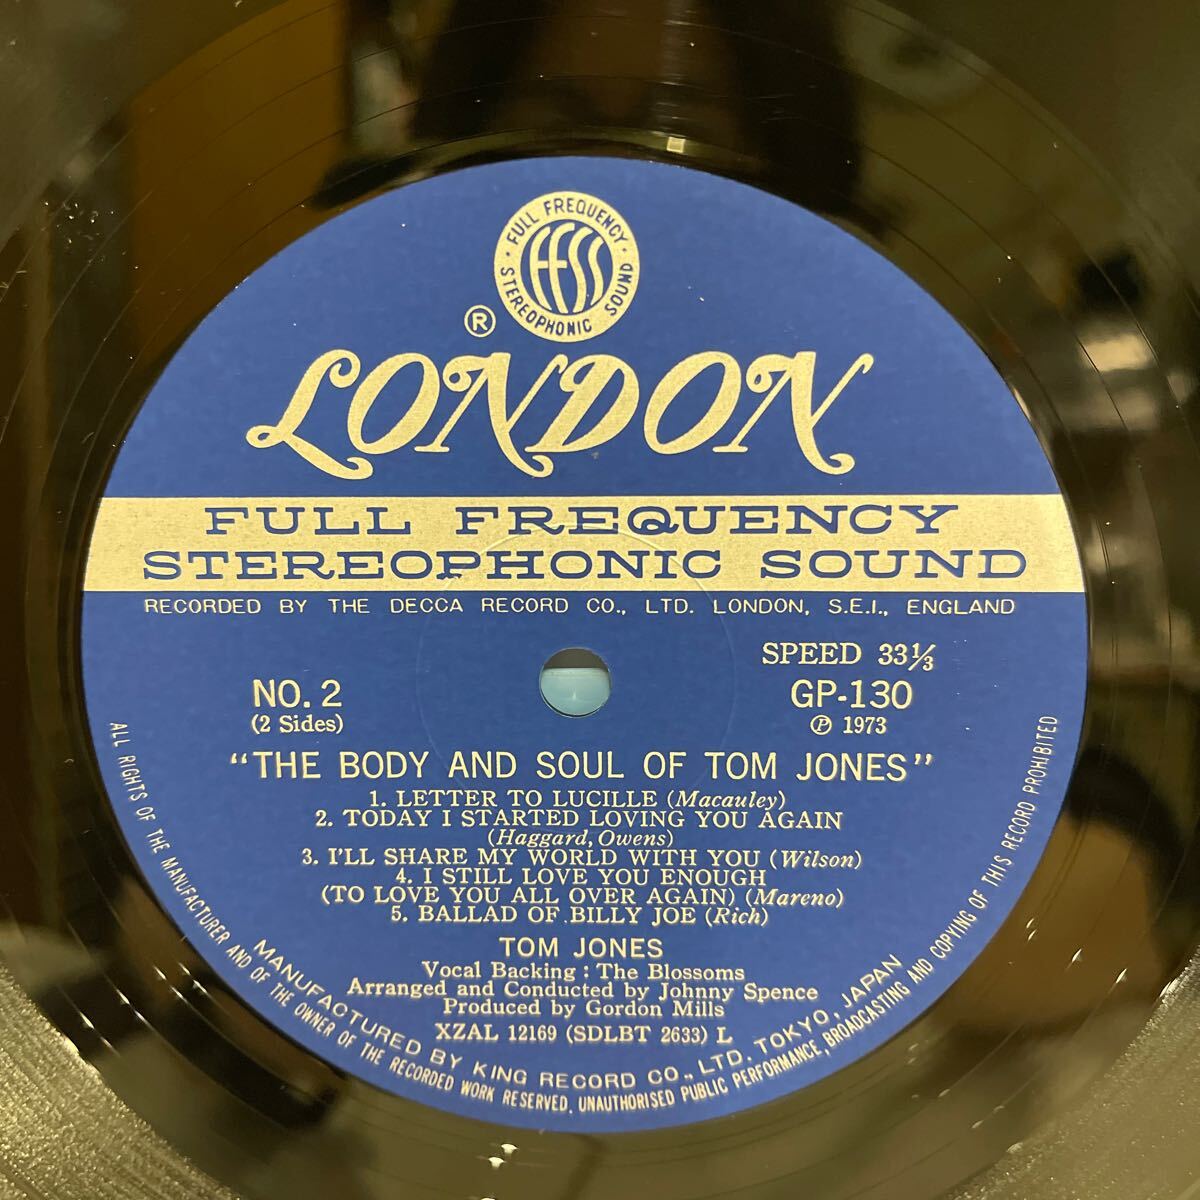 FULL FREQUENCY
FFSS
STEREOPHONIC SOUND
®
LONDON
FULL FREQUENCY
STEREOPHONIC SOUND
RECORDED BY THE DECCA RECORD CO., LTD. LONDON, S.E.I., ENGLAND
SPEED 33⅓
NO. 2
GP-130
(2 Sides)
℗ 1973
"THE BODY AND SOUL OF TOM JONES"
1. LETTER TO LUCILLE (Macauley)
2. TODAY I STARTED LOVING YOU AGAIN
(Haggard, Owens)
3. I'LL SHARE MY WORLD WITH YOU (Wilson)
4. I STILL LOVE YOU ENOUGH
(TO LOVE YOU ALL OVER AGAIN) (Mareno)
5. BALLAD OF BILLY JOE (Rich)
TOM JONES
Vocal Backing : The Blossoms
Arranged and Conducted by Johnny Spence
Produced by Gordon Mills
XZAL 12169 (SDLBT 2633) L
MANUFACTURED BY KING RECORD CO., LTD. TOKYO, JAPAN
ALL RIGHTS OF THE MANUFACTURER AND OF THE OWNER OF THE RECORDED WORK RESERVED. UNAUTHORISED PUBLIC PERFORMANCE, BROADCASTING AND COPYING OF THIS RECORD PROHIBITED